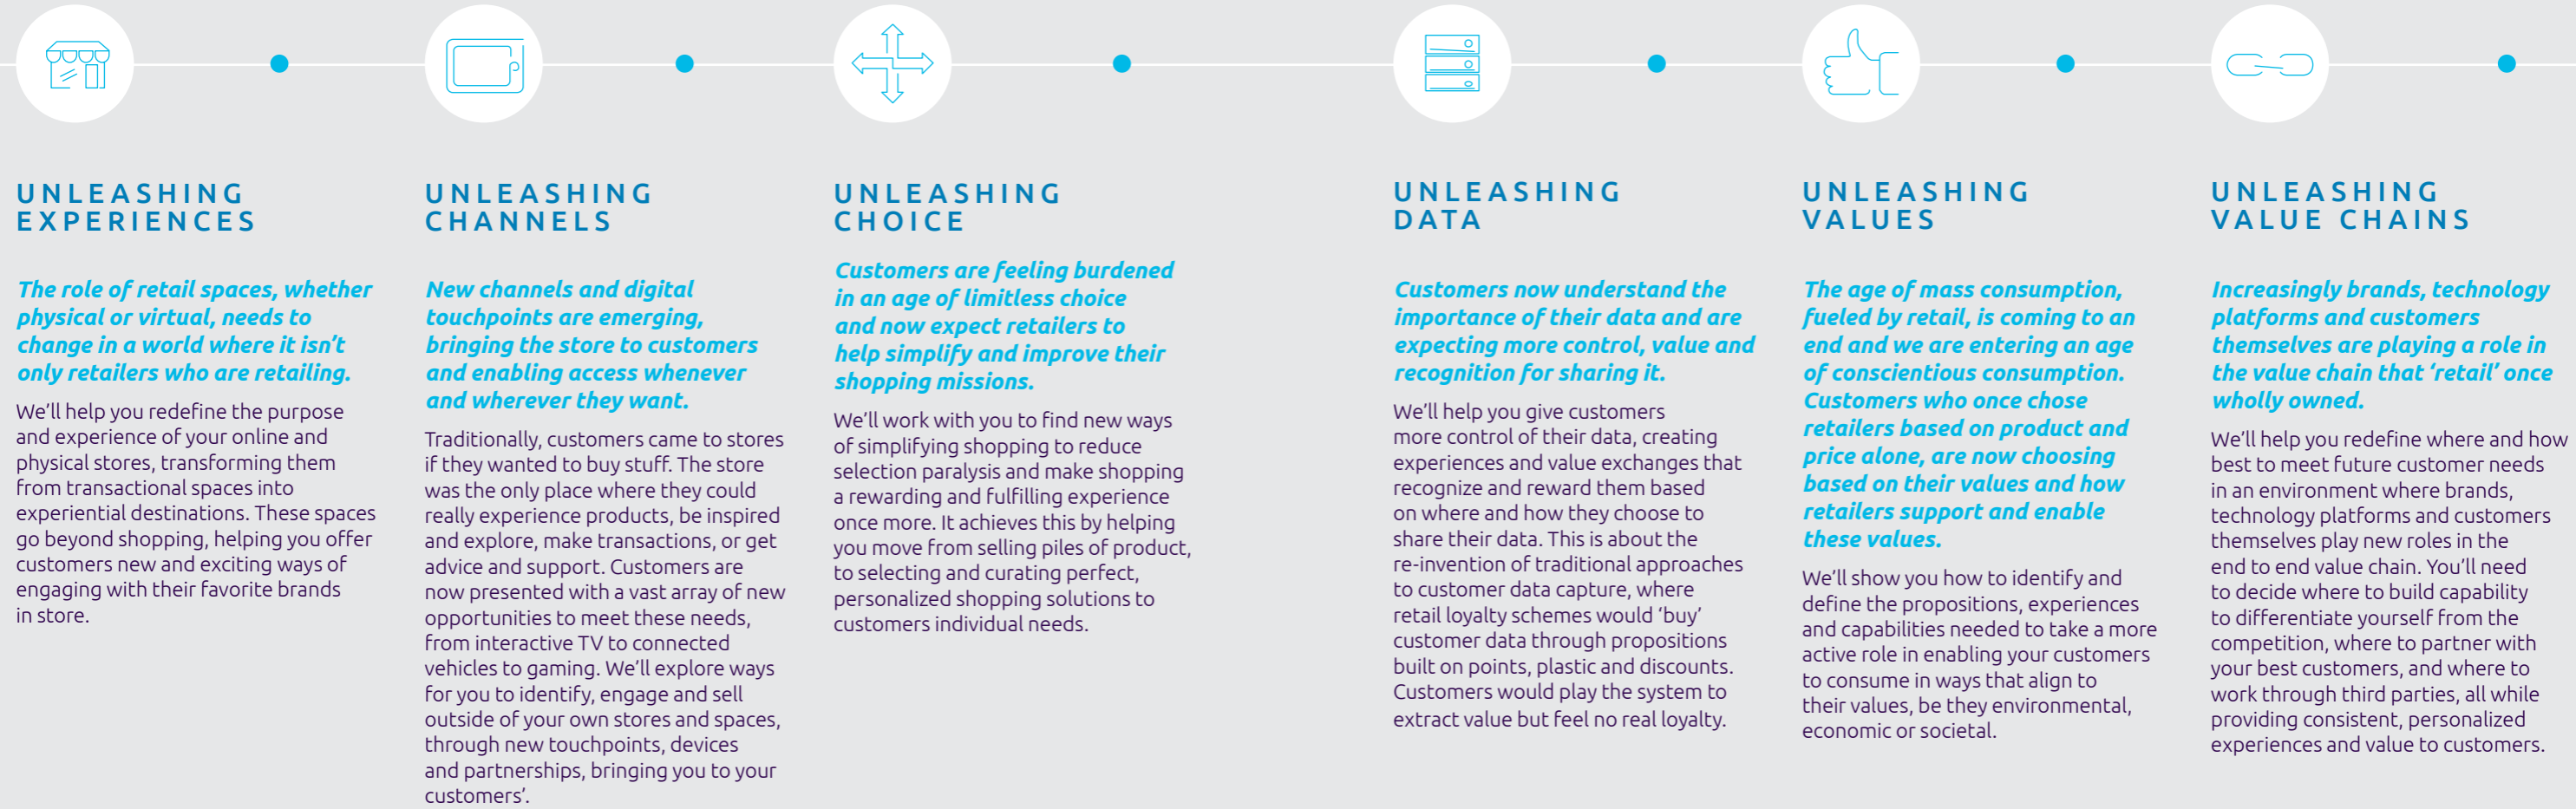 UNLEASHING
EXPERIENCES
The role of retail spaces, whether
physical or virtual, needs to
change in a world where it isn’t
only retailers who are retailing.
We’ll help you redefine the purpose
and experience of your online and
physical stores, transforming them
from transactional spaces into
experiential destinations. These spaces
go beyond shopping, helping you offer
customers new and exciting ways of
engaging with their favorite brands
in store.
UNLEASHING
CHANNELS
New channels and digital
touchpoints are emerging,
bringing the store to customers
and enabling access whenever
and wherever they want.
Traditionally, customers came to stores
if they wanted to buy stuff. The store
was the only place where they could
really experience products, be inspired
and explore, make transactions, or get
advice and support. Customers are
now presented with a vast array of new
opportunities to meet these needs,
from interactive TV to connected
vehicles to gaming. We’ll explore ways
for you to identify, engage and sell
outside of your own stores and spaces,
through new touchpoints, devices
and partnerships, bringing you to your
customers’.
UNLEASHING
CHOICE
Customers are feeling burdened
in an age of limitless choice
and now expect retailers to
help simplify and improve their
shopping missions.
We’ll work with you to find new ways
of simplifying shopping to reduce
selection paralysis and make shopping
a rewarding and fulfilling experience
once more. It achieves this by helping
you move from selling piles of product,
to selecting and curating perfect,
personalized shopping solutions to
customers individual needs.
UNLEASHING
DATA
Customers now understand the
importance of their data and are
expecting more control, value and
recognition for sharing it.
We’ll help you give customers
more control of their data, creating
experiences and value exchanges that
recognize and reward them based
on where and how they choose to
share their data. This is about the
re-invention of traditional approaches
to customer data capture, where
retail loyalty schemes would ‘buy’
customer data through propositions
built on points, plastic and discounts.
Customers would play the system to
extract value but feel no real loyalty.
UNLEASHING
VALUES
The age of mass consumption,
fueled by retail, is coming to an
end and we are entering an age
of conscientious consumption.
Customers who once chose
retailers based on product and
price alone, are now choosing
based on their values and how
retailers support and enable
these values.
We’ll show you how to identify and
define the propositions, experiences
and capabilities needed to take a more
active role in enabling your customers
to consume in ways that align to
their values, be they environmental,
economic or societal.
UNLEASHING
VALUE CHAINS
Increasingly brands, technology
platforms and customers
themselves are playing a role in
the value chain that ‘retail’ once
wholly owned.
We’ll help you redefine where and how
best to meet future customer needs
in an environment where brands,
technology platforms and customers
themselves play new roles in the
end to end value chain. You’ll need
to decide where to build capability
to differentiate yourself from the
competition, where to partner with
your best customers, and where to
work through third parties, all while
providing consistent, personalized
experiences and value to customers.